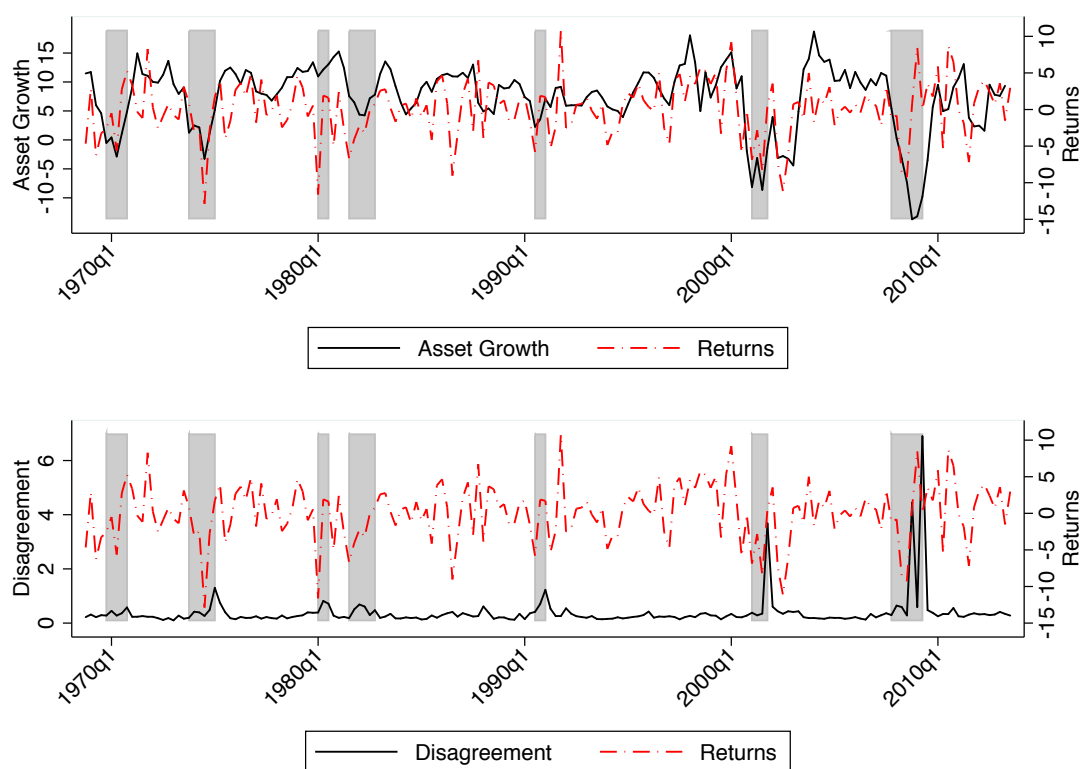 Asset Growth
-10 -5 0 5 10 15
-15 -10 -5 0 5 10
Returns
1970q1 1980q1 1990q1 2000q1 2010q1
Asset Growth Returns
Disagreement
0 2 4 6
-15 -10 -5 0 5 10
Returns
1970q1 1980q1 1990q1 2000q1 2010q1
Disagreement Returns